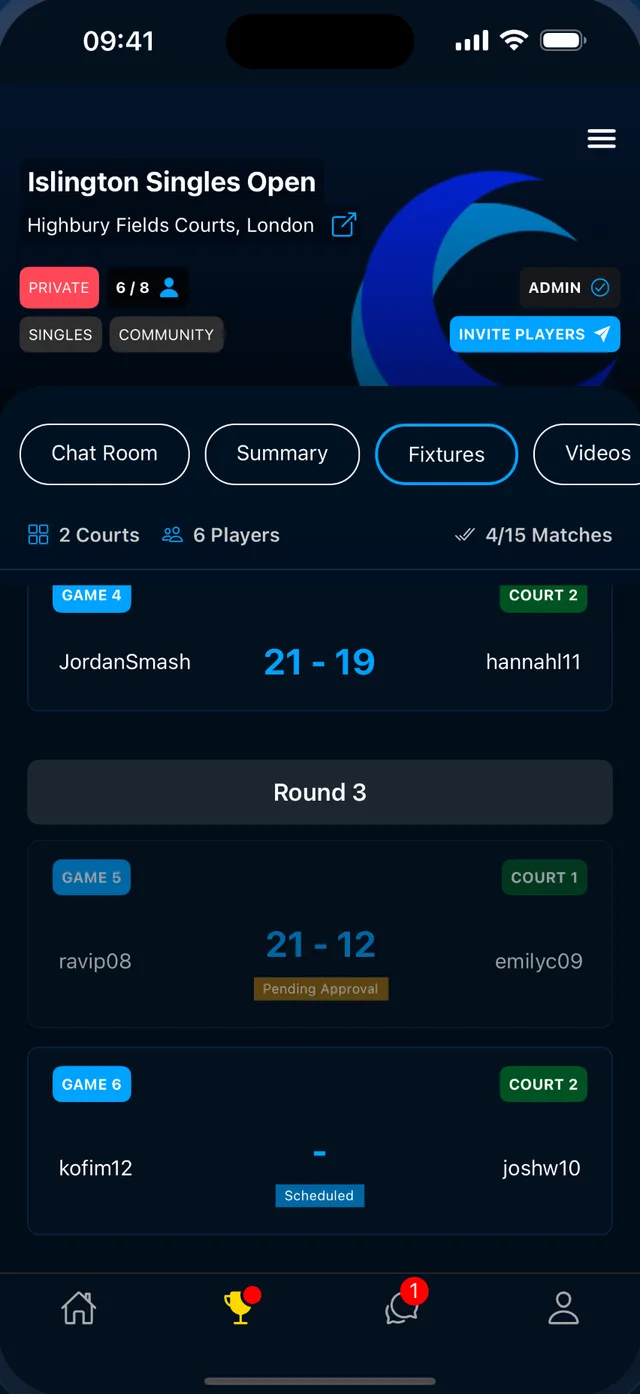 09:41
Islington Singles Open
Highbury Fields Courts, London
PRIVATE 6 / 8 ADMIN
SINGLES COMMUNITY INVITE PLAYERS
Chat Room Summary Fixtures Videos
2 Courts 6 Players 4/15 Matches
GAME 4 COURT 2
JordanSmash 21 - 19 hannahl11
Round 3
GAME 5 COURT 1
ravip08 21 - 12 emilyc09
Pending Approval
GAME 6 COURT 2
kofim12 - joshw10
Scheduled
1